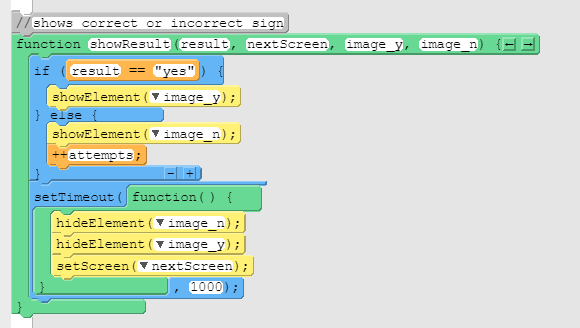 //shows correct or incorrect sign
function showResult(result, nextScreen, image_y, image_n) {← →
if (result == "yes") {
showElement(▼image_y);
} else {
showElement(▼image_n);
++attempts;
} − +
setTimeout( function() {
hideElement(▼image_n);
hideElement(▼image_y);
setScreen(▼nextScreen);
} , 1000);
}